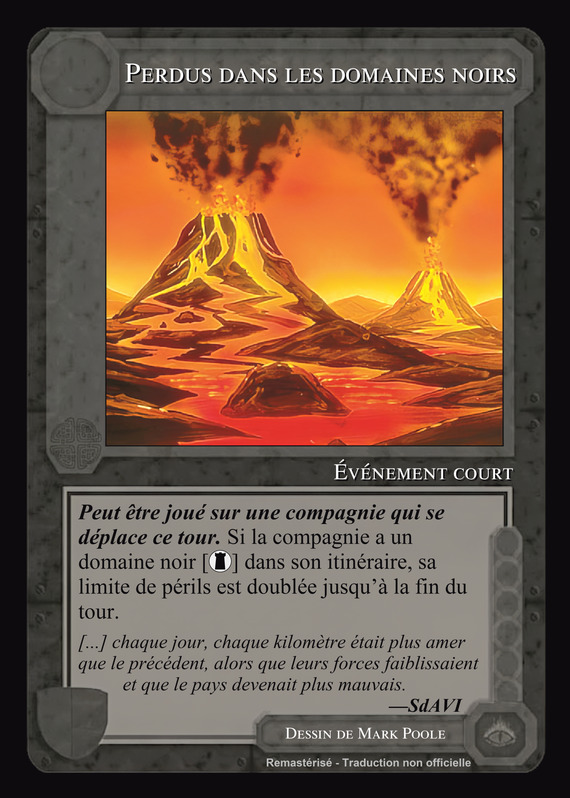 Perdus dans les domaines noirs
Événement court
Peut être joué sur une compagnie qui se
déplace ce tour. Si la compagnie a un
domaine noir [] dans son itinéraire, sa
limite de périls est doublée jusqu'à la fin du
tour.
[...] chaque jour, chaque kilomètre était plus amer
que le précédent, alors que leurs forces faiblissaient
et que le pays devenait plus mauvais.
—SdAVI
Dessin de Mark Poole
Remastérisé - Traduction non officielle